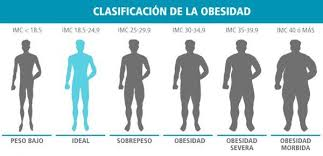 CLASIFICACIÓN DE LA OBESIDAD
IMC < 18,5 IMC 18.5-24,9 IMC 25-29,9 IMC 30-34,9 IMC 35-39,9 IMC 40 ó MÁS
PESO BAJO IDEAL SOBREPESO OBESIDAD OBESIDAD SEVERA OBESIDAD MORBIDA